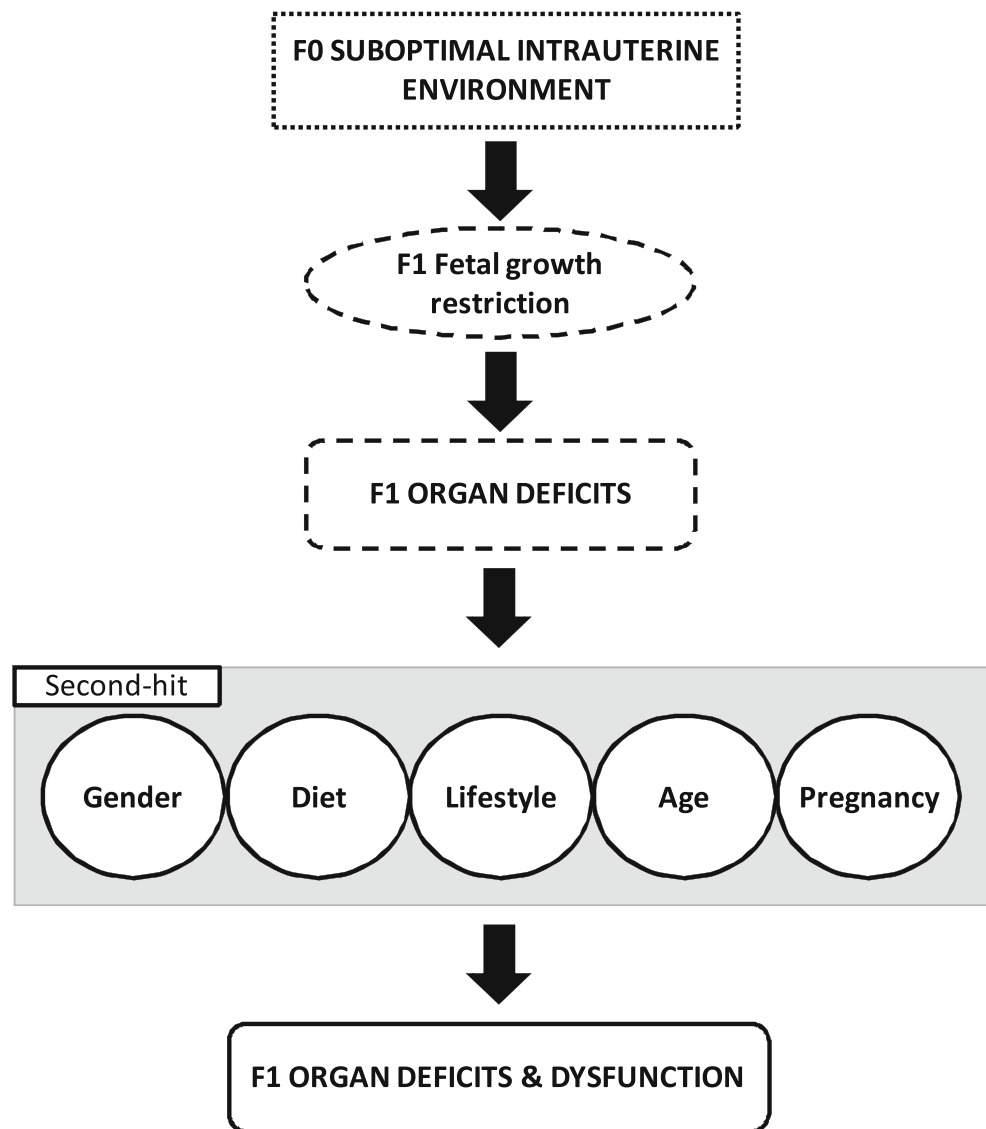 F0 SUBOPTIMAL INTRAUTERINE
ENVIRONMENT
F1 Fetal growth
restriction
F1 ORGAN DEFICITS
Second-hit
Gender Diet Lifestyle Age Pregnancy
F1 ORGAN DEFICITS & DYSFUNCTION